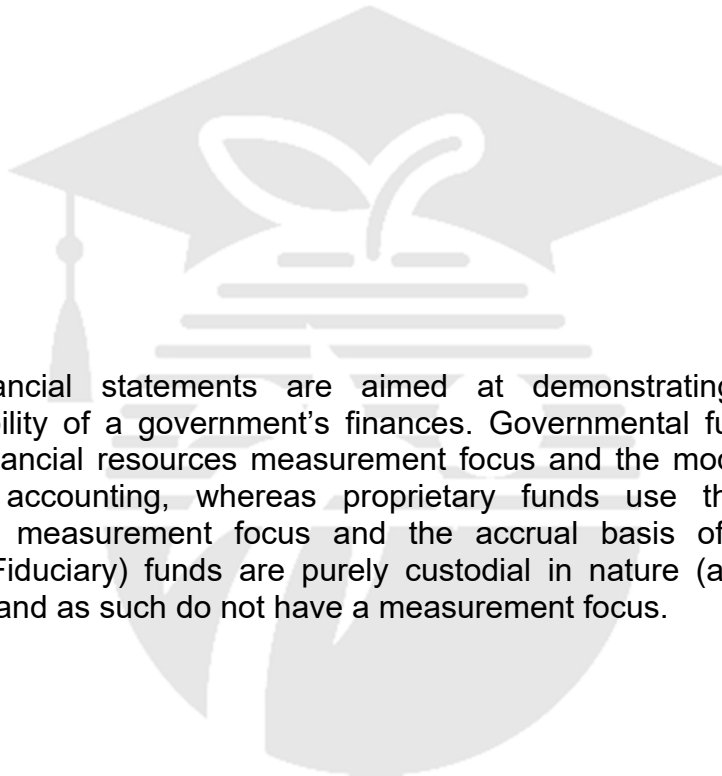 ancial statements are aimed at demonstrating
bility of a government's finances. Governmental fu
ancial resources measurement focus and the mod
accounting, whereas proprietary funds use th
measurement focus and the accrual basis of
Fiduciary) funds are purely custodial in nature (a
and as such do not have a measurement focus.